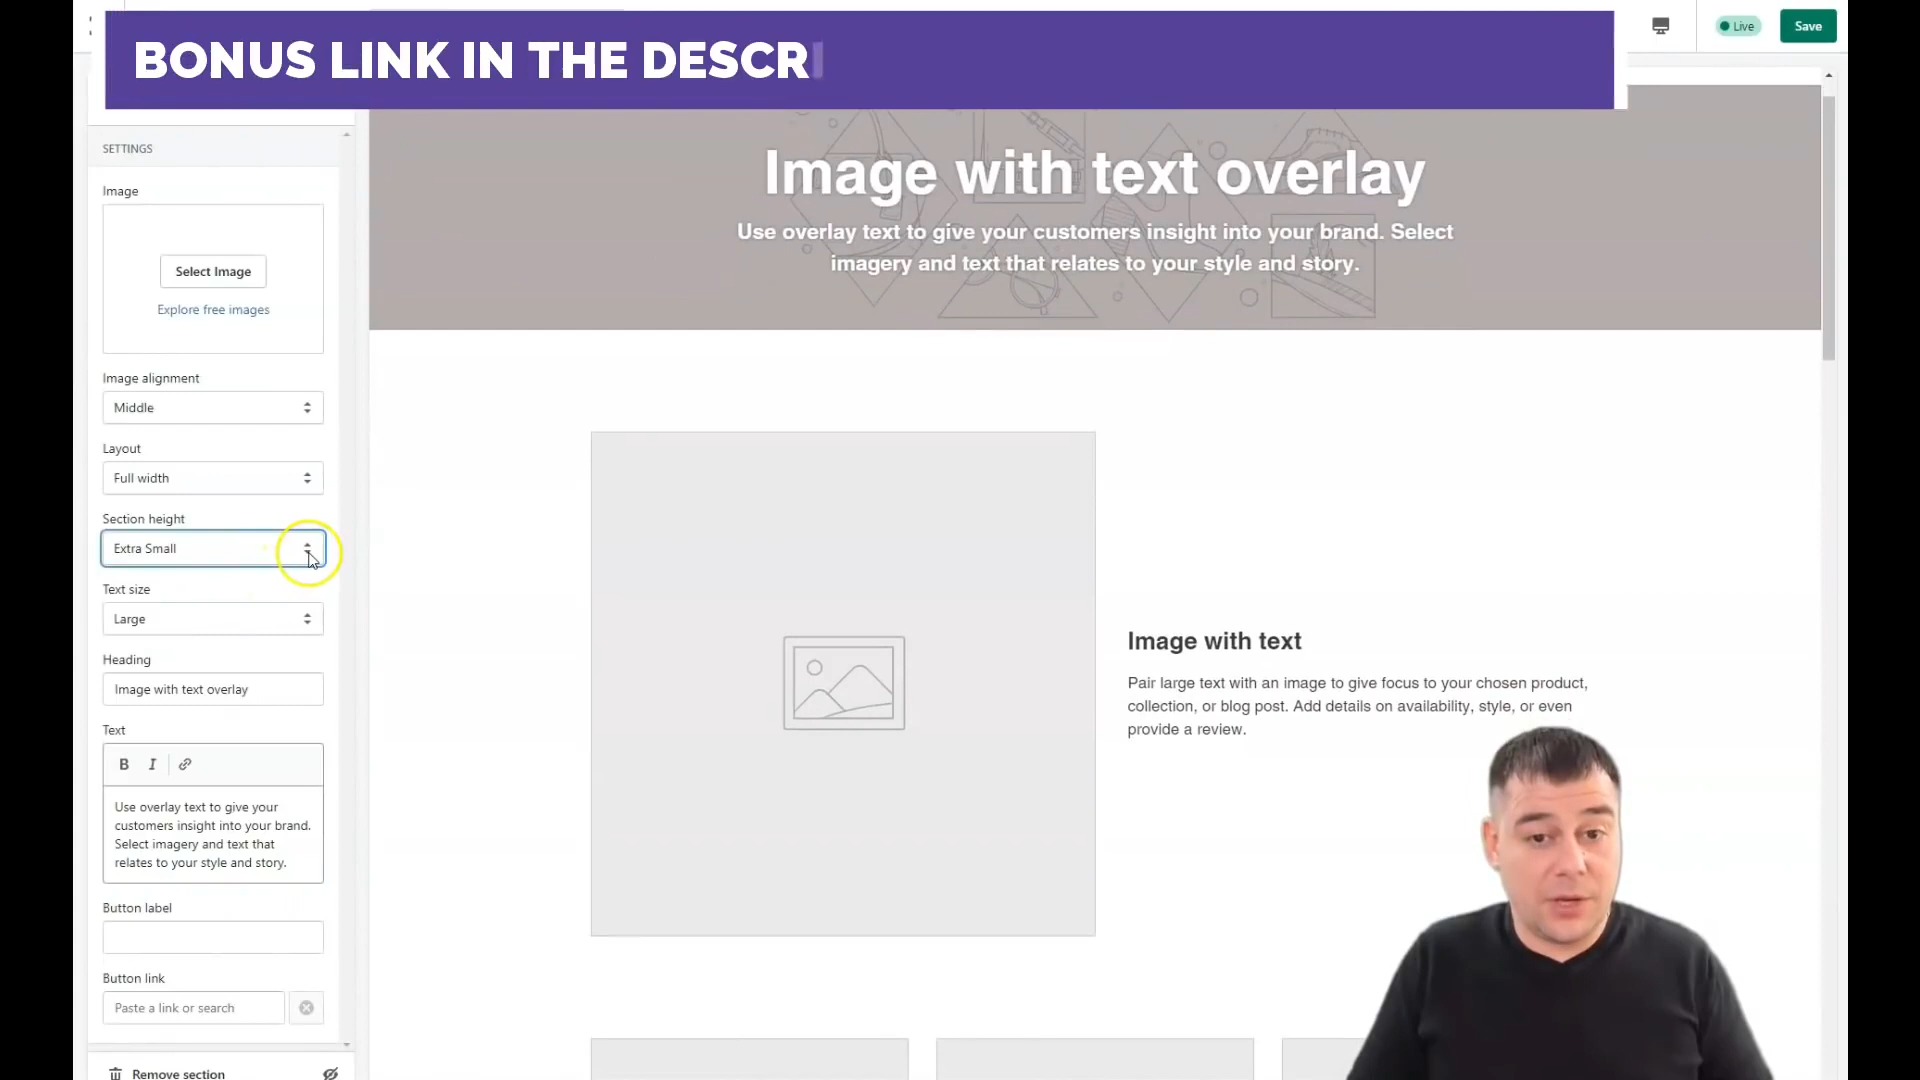 BONUS LINK IN THE DESCRI
Live
Save
SETTINGS
Image
Select Image
Explore free images
Image alignment
Middle
Layout
Full width
Section height
Extra Small
Text size
Large
Heading
Image with text overlay
Text
B I
Use overlay text to give your
customers insight into your brand.
Select imagery and text that
relates to your style and story.
Button label
Button link
Paste a link or search
Remove section
Image with text overlay
Use overlay text to give your customers insight into your brand. Select
imagery and text that relates to your style and story.
Image with text
Pair large text with an image to give focus to your chosen product,
collection, or blog post. Add details on availability, style, or even
provide a review.